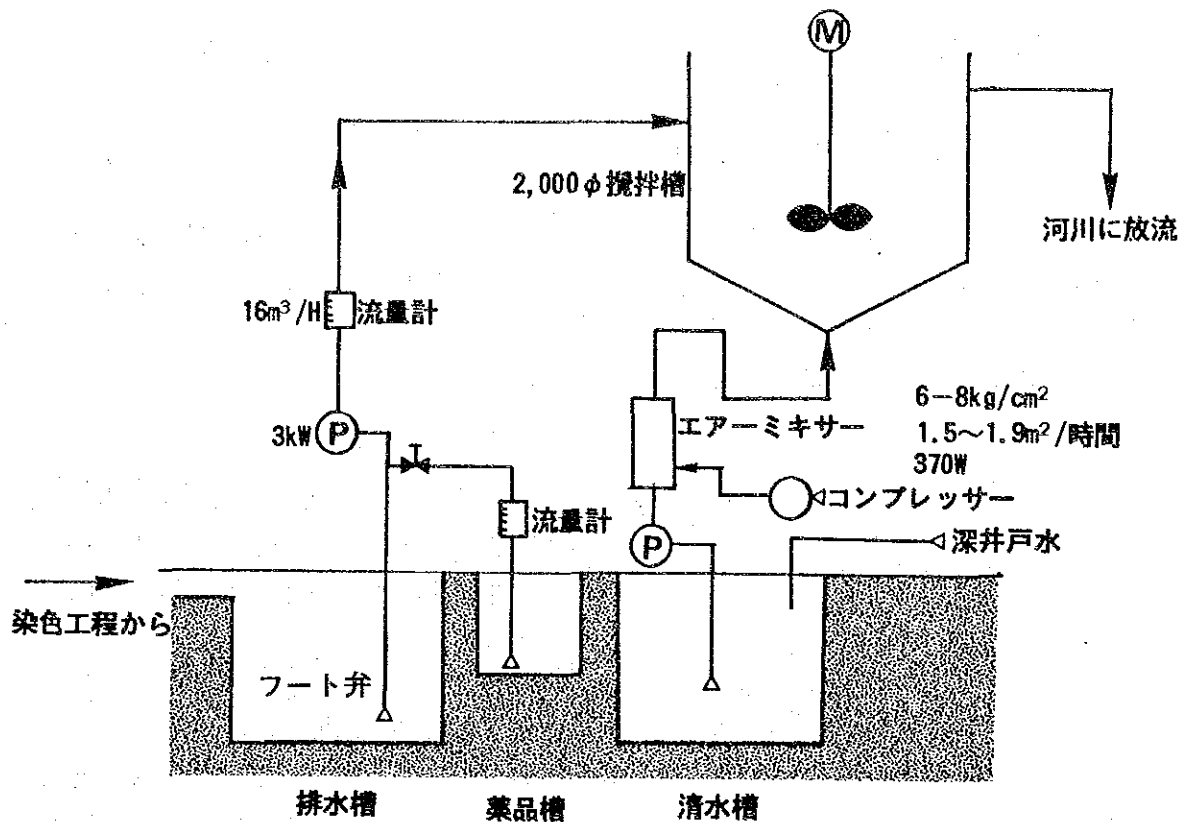 M
2,000φ攪拌槽
河川に放流
16m³/H
流量計
6−8kg/cm²
エアーミキサー
1.5〜1.9m²/時間
3kW
P
370W
コンプレッサー
流量計
P
深井戸水
染色工程から
フート弁
排水槽
薬品槽
清水槽